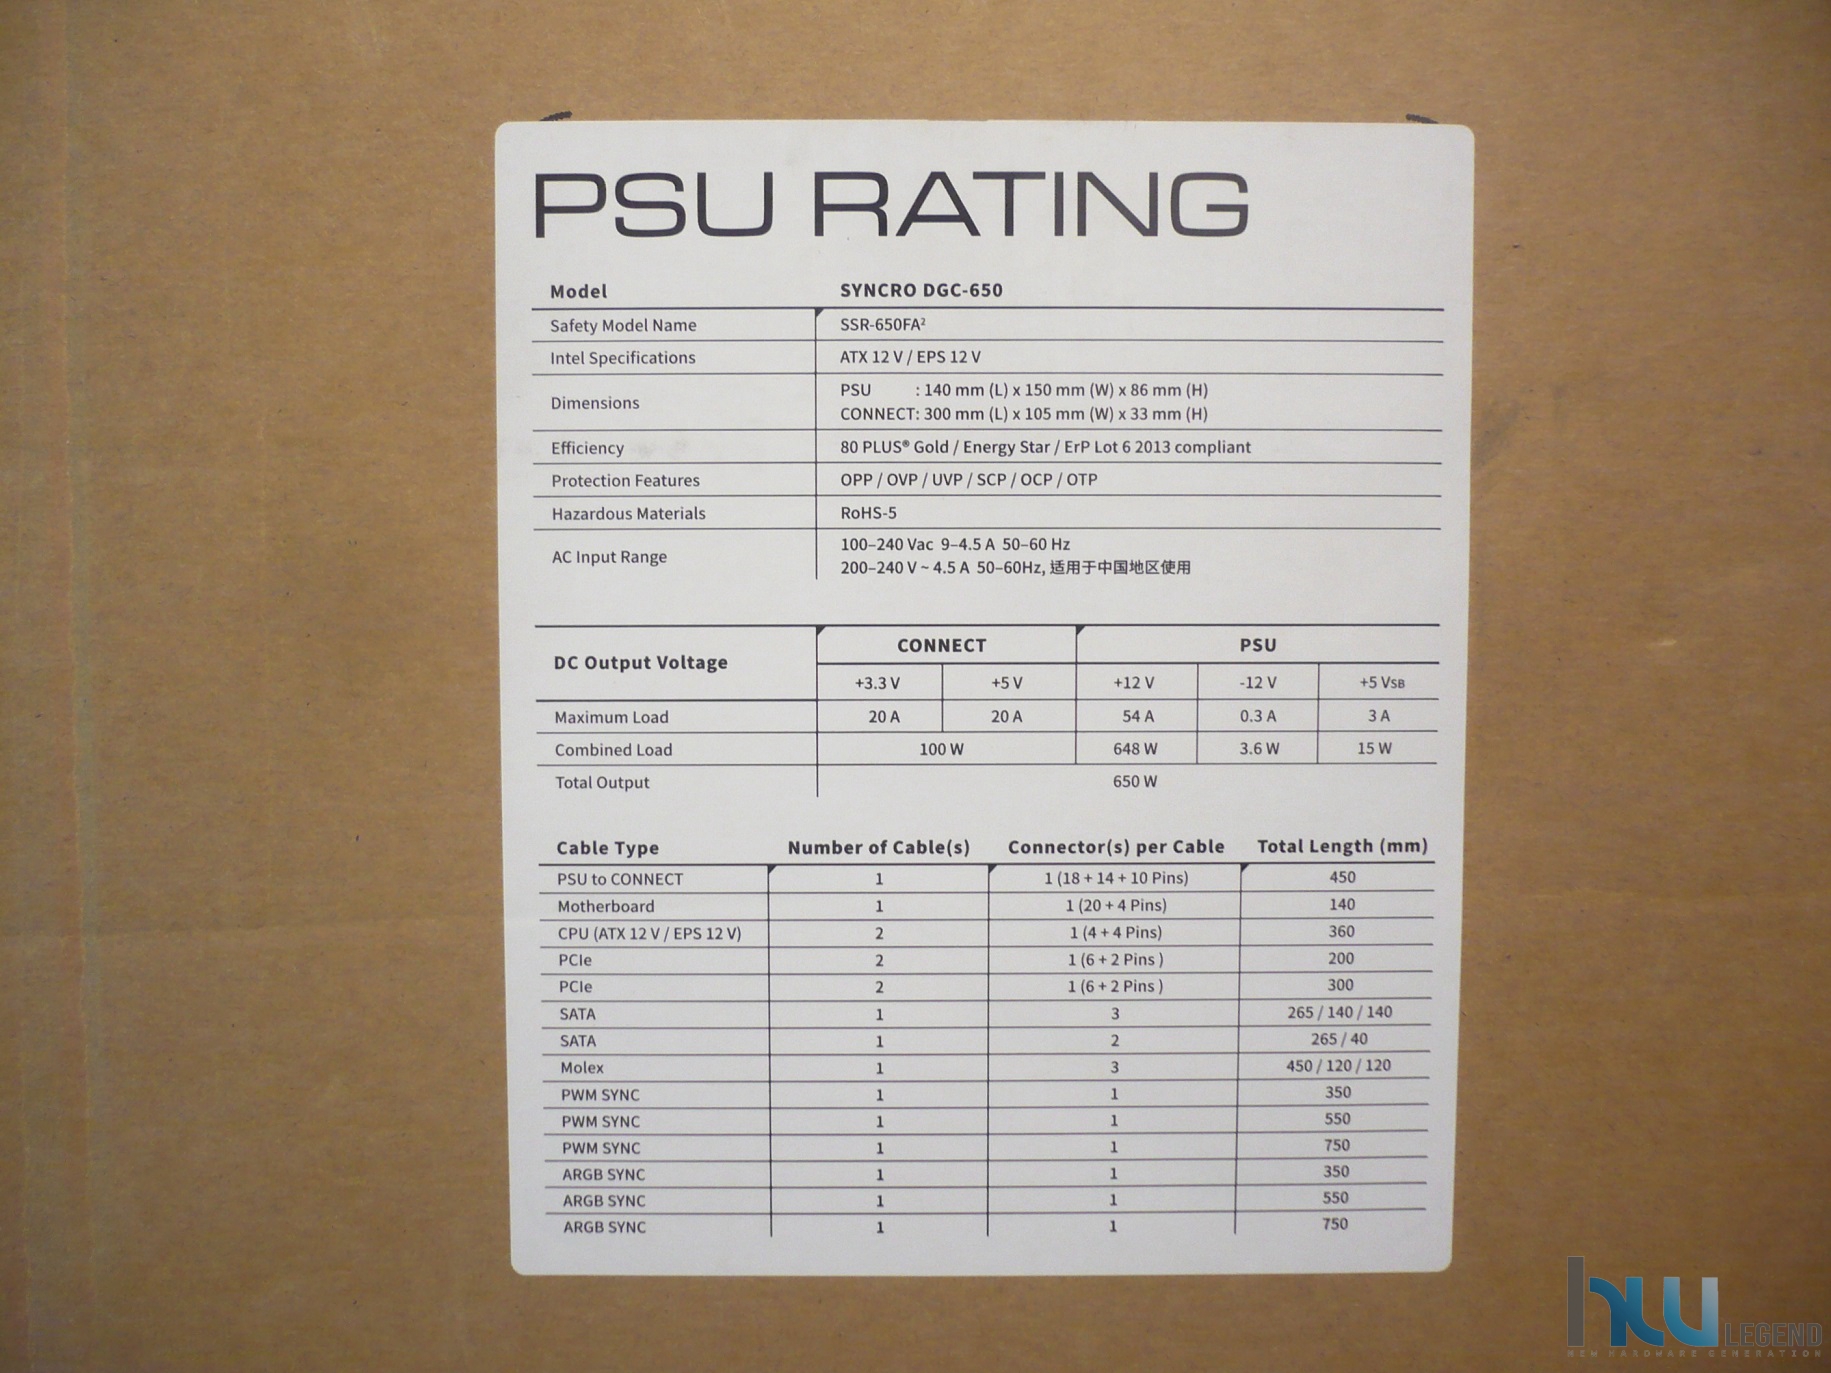 PSU RATING
Model SYNCRO DGC-650
Safety Model Name SSR-650FA²
Intel Specifications ATX 12 V / EPS 12 V
Dimensions PSU : 140 mm (L) x 150 mm (W) x 86 mm (H)
CONNECT: 300 mm (L) x 105 mm (W) x 33 mm (H)
Efficiency 80 PLUS® Gold / Energy Star / ErP Lot 6 2013 compliant
Protection Features OPP / OVP / UVP / SCP / OCP / OTP
Hazardous Materials RoHS-5
AC Input Range 100–240 Vac 9–4.5 A 50–60 Hz
200–240 V ~ 4.5 A 50–60Hz, 适用于中国地区使用
DC Output Voltage CONNECT PSU
+3.3 V +5 V +12 V -12 V +5 VSB
Maximum Load 20 A 20 A 54 A 0.3 A 3 A
Combined Load 100 W 648 W 3.6 W 15 W
Total Output 650 W
Cable Type Number of Cable(s) Connector(s) per Cable Total Length (mm)
PSU to CONNECT 1 1 (18 + 14 + 10 Pins) 450
Motherboard 1 1 (20 + 4 Pins) 140
CPU (ATX 12 V / EPS 12 V) 2 1 (4 + 4 Pins) 360
PCIe 2 1 (6 + 2 Pins ) 200
PCIe 2 1 (6 + 2 Pins ) 300
SATA 1 3 265 / 140 / 140
SATA 1 2 265 / 40
Molex 1 3 450 / 120 / 120
PWM SYNC 1 1 350
PWM SYNC 1 1 550
PWM SYNC 1 1 750
ARGB SYNC 1 1 350
ARGB SYNC 1 1 550
ARGB SYNC 1 1 750
hw LEGEND
NEW HARDWARE GENERATION